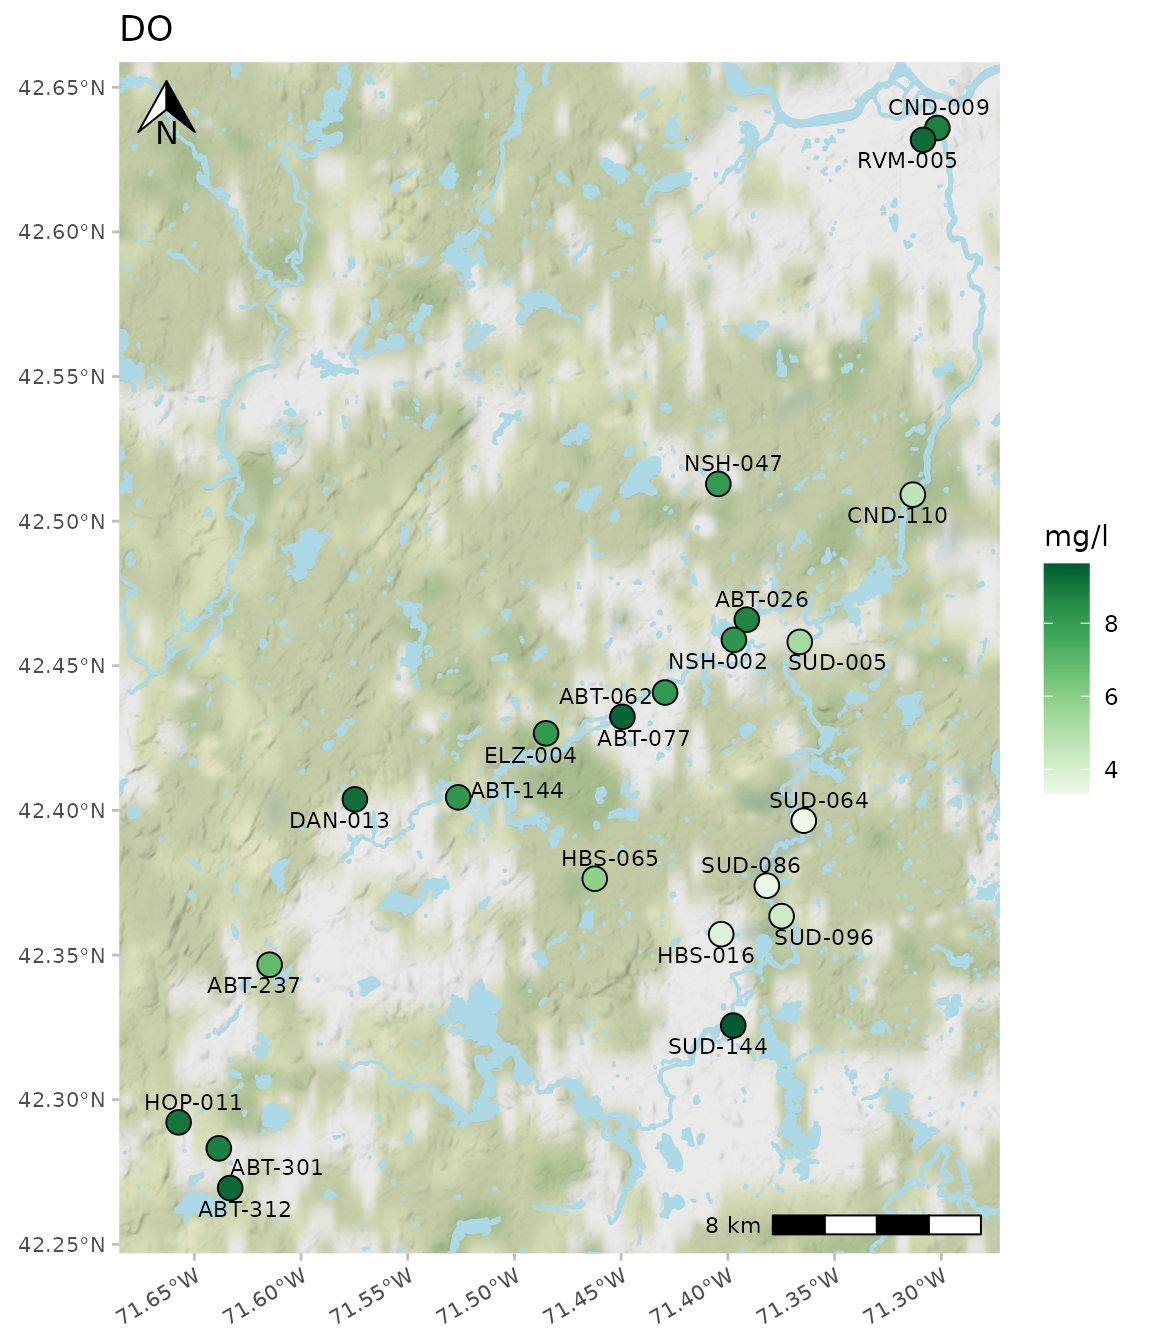 DO
42.65°N
N
CND-009
RVM-005
42.60°N
42.55°N
NSH-047
42.50°N
CND-110
mg/l
ABT-026
8
42.45°N
NSH-002
SUD-005
ABT-062
6
ABT-077
ELZ-004
4
ABT-144
SUD-064
42.40°N
DAN-013
HBS-065
SUD-086
SUD-096
42.35°N
HBS-016
ABT-237
SUD-144
42.30°N
HOP-011
ABT-301
ABT-312
8 km
42.25°N
71.65°W
71.60°W
71.55°W
71.50°W
71.45°W
71.40°W
71.35°W
71.30°W